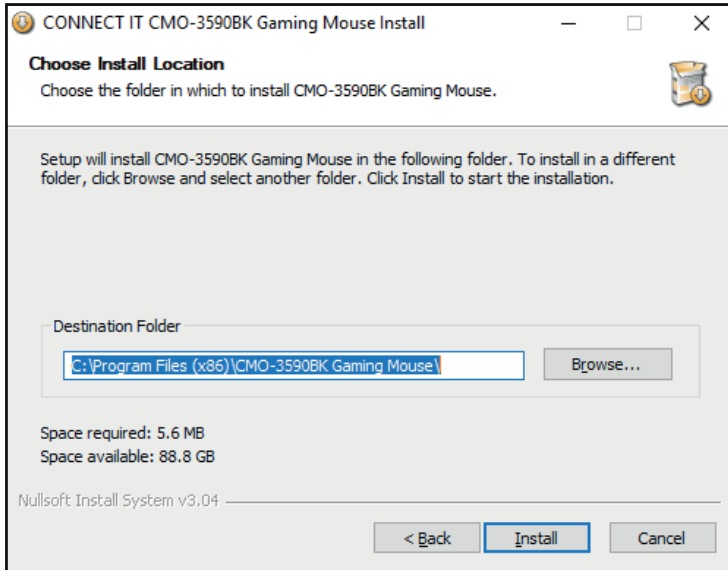 CONNECT IT CMO-3590BK Gaming Mouse Install
Choose Install Location
Choose the folder in which to install CMO-3590BK Gaming Mouse.
Setup will install CMO-3590BK Gaming Mouse in the following folder. To install in a different
folder, click Browse and select another folder. Click Install to start the installation.
Destination Folder
C:\Program Files (x86)\CMO-3590BK Gaming Mouse\
Browse...
Space required: 5.6 MB
Space available: 88.8 GB
Nullsoft Install System v3.04
< Back
Install
Cancel